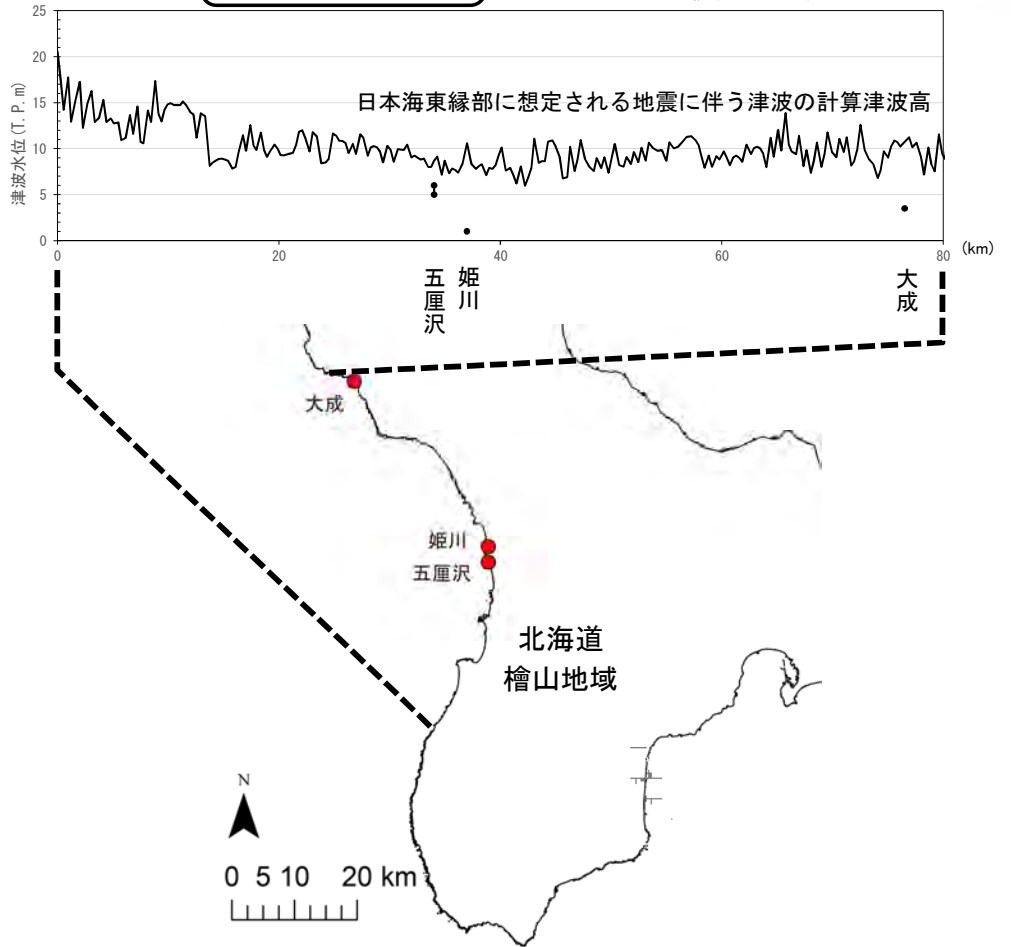 25
20
15
10
5
0
津波水位(T.P.m)
日本海東縁部に想定される地震に伴う津波の計算津波高
0 20 40 60 80 (km)
五厘沢
姫川
大成
大成
姫川
五厘沢
北海道
檜山地域
N
0 5 10 20 km